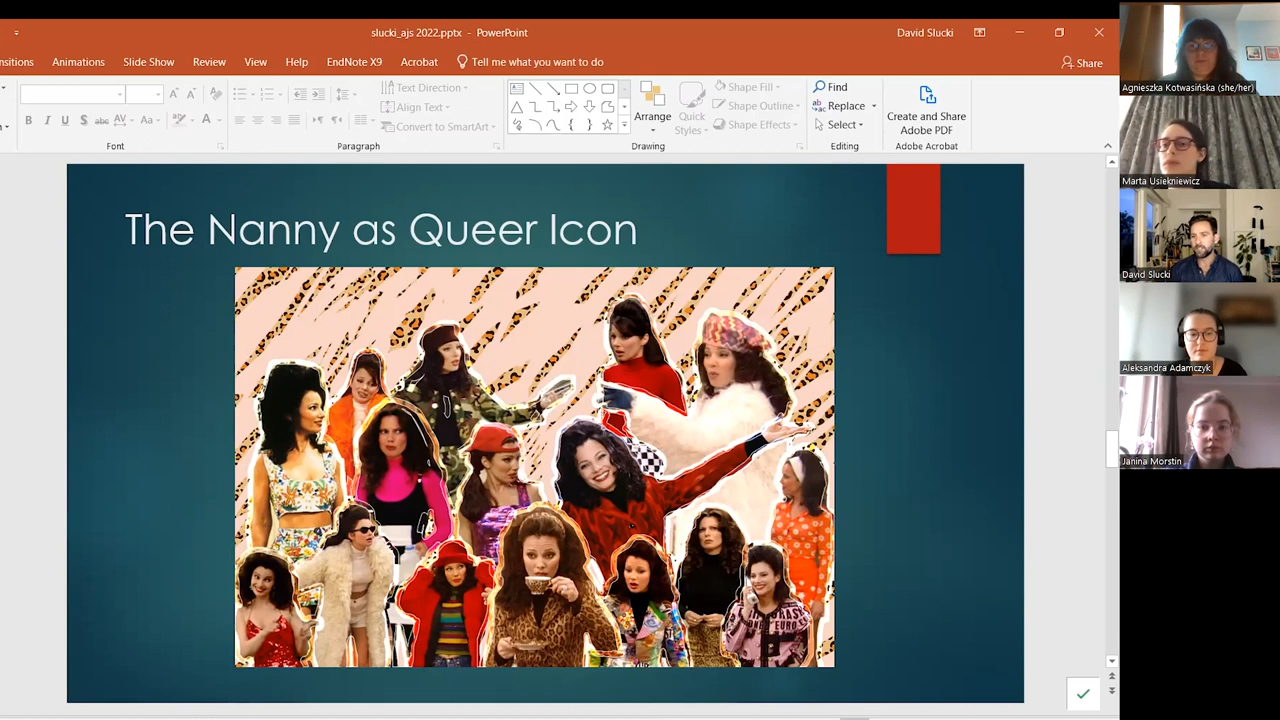 slucki_ajs 2022.pptx - PowerPoint
David Slucki
nsitions Animations Slide Show Review View Help EndNote X9 Acrobat Tell me what you want to do
Share
Text Direction
Align Text
Convert to SmartArt
Arrange
Quick Styles
Shape Fill
Shape Outline
Shape Effects
Find
Replace
Select
Create and Share
Adobe PDF
B I U S abc AV Aa A
Font
Paragraph
Drawing
Editing
Adobe Acrobat
The Nanny as Queer Icon
Agnieszka Kotwasińska (she/her)
Marta Usiekniewicz
David Slucki
Aleksandra Adamczyk
Janina Morstin